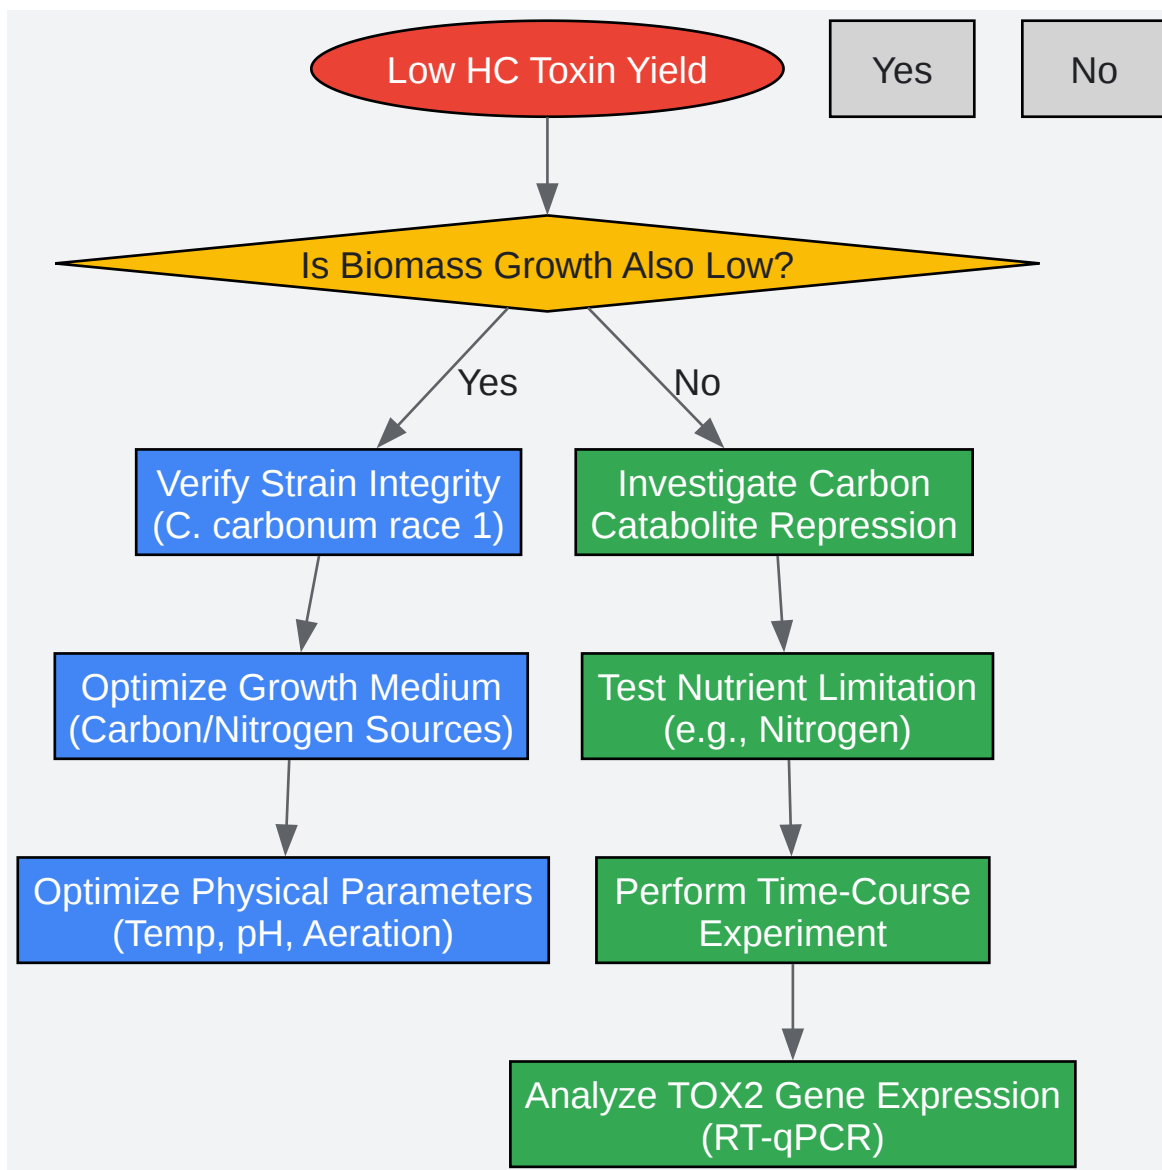 Low HC Toxin Yield
Yes
No
Is Biomass Growth Also Low?
Yes
No
Verify Strain Integrity
(C. carbonum race 1)
Investigate Carbon
Catabolite Repression
Optimize Growth Medium
(Carbon/Nitrogen Sources)
Test Nutrient Limitation
(e.g., Nitrogen)
Optimize Physical Parameters
(Temp, pH, Aeration)
Perform Time-Course
Experiment
Analyze TOX2 Gene Expression
(RT-qPCR)